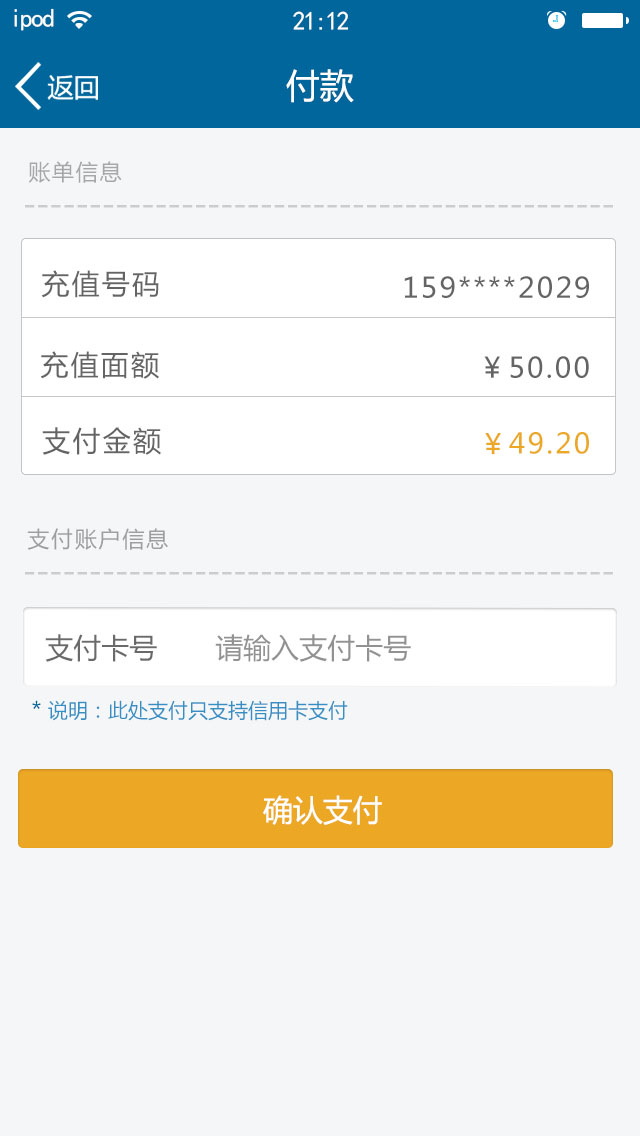 ipod 21:12
返回 付款
账单信息
充值号码 159****2029
充值面额 ￥50.00
支付金额 ￥49.20
支付账户信息
支付卡号 请输入支付卡号
* 说明：此处支付只支持信用卡支付
确认支付